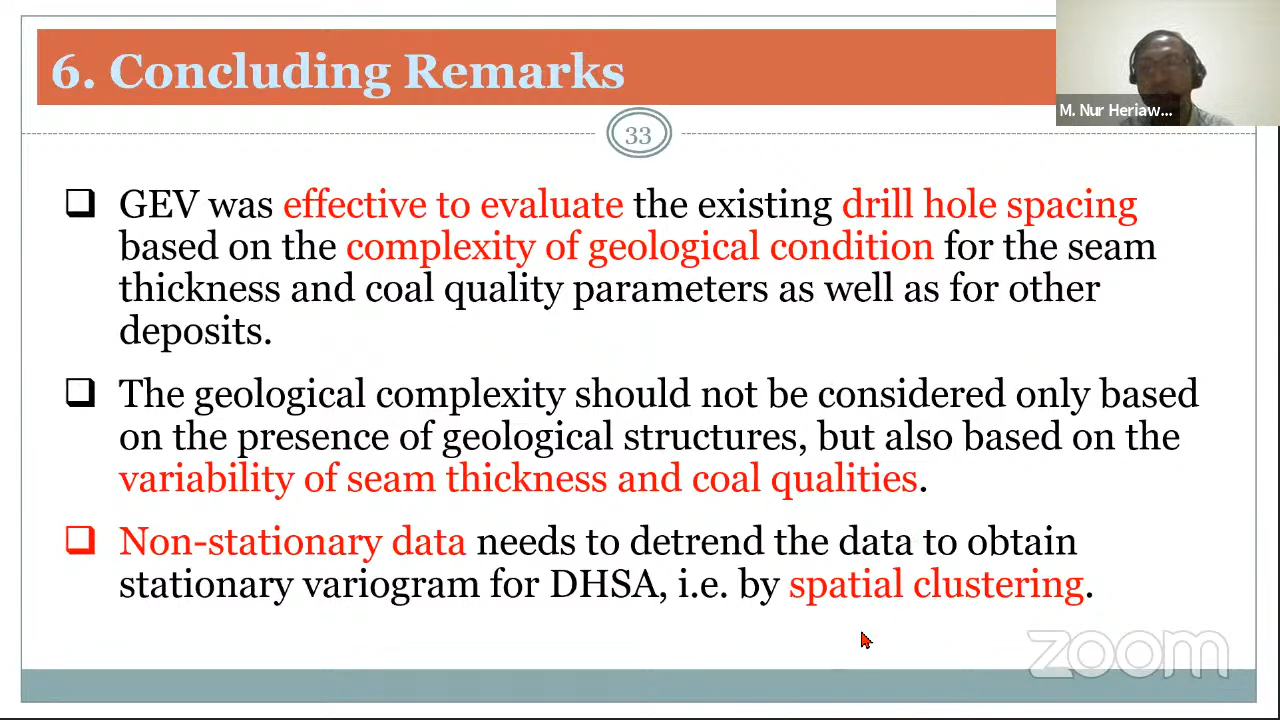 6. Concluding Remarks
M. Nur Heriaw...
33
GEV was effective to evaluate the existing drill hole spacing
based on the complexity of geological condition for the seam
thickness and coal quality parameters as well as for other
deposits.
The geological complexity should not be considered only based
on the presence of geological structures, but also based on the
variability of seam thickness and coal qualities.
Non-stationary data needs to detrend the data to obtain
stationary variogram for DHSA, i.e. by spatial clustering.
zoom